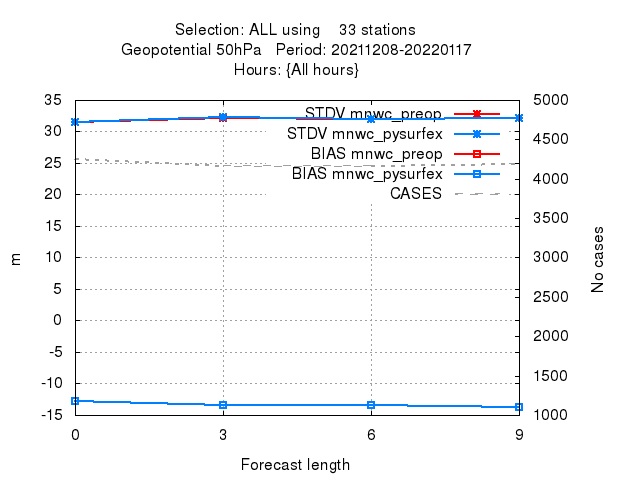 Selection: ALL using 33 stations
Geopotential 50hPa Period: 20211208-20220117
Hours: {All hours}
35 5000
STDV mnwc_preop
30 4500
STDV mnwc_pysurfex
BIAS mnwc_preop
25 4000
BIAS mnwc_pysurfex
20
CASES
15 3500
10 3000
m No cases
5 2500
0 2000
-5 1500
-10
-15 1000
0 3 6 9
Forecast length